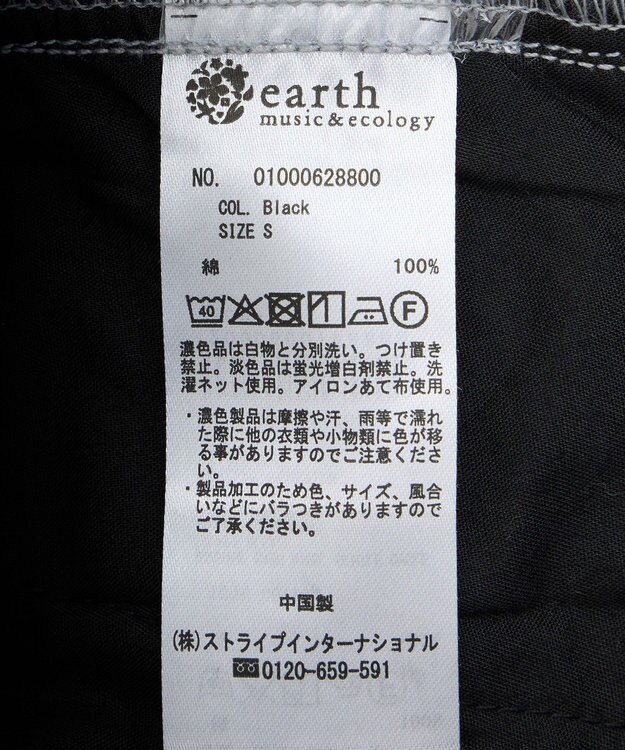 earth
music&ecology
NO. 01000628800
COL. Black
SIZE S
綿 100%
40 F
濃色品は白物と分別洗い。つけ置き
禁止。淡色品は蛍光増白剤禁止。洗
濯ネット使用。アイロンあて布使用。
・濃色製品は摩擦や汗、雨等で濡れ
た際に他の衣類や小物類に色が移
る事がありますのでご注意くださ
い。
・製品加工のため色、サイズ、風合
いなどにバラつきがありますので
ご了承ください。
中国製
(株)ストライプインターナショナル
0120-659-591